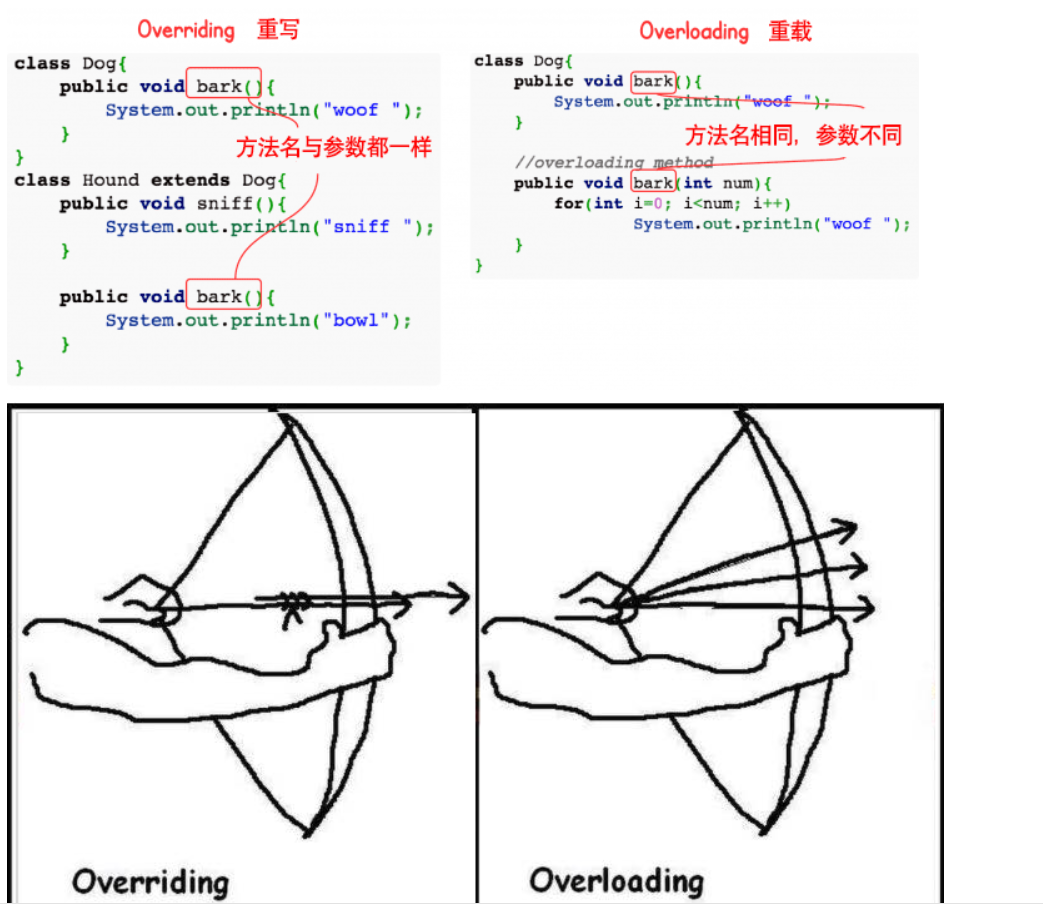 Overriding 重写
class Dog{
    public void bark(){
        System.out.println("woof ");
    }
}
方法名与参数都一样
class Hound extends Dog{
    public void sniff(){
        System.out.println("sniff ");
    }
    public void bark(){
        System.out.println("bowl");
    }
}
Overloading 重载
class Dog{
    public void bark(){
        System.out.println("woof ");
    }
方法名相同，参数不同
    //overloading method
    public void bark(int num){
        for(int i=0; i<num; i++)
            System.out.println("woof ");
    }
}
Overriding
Overloading